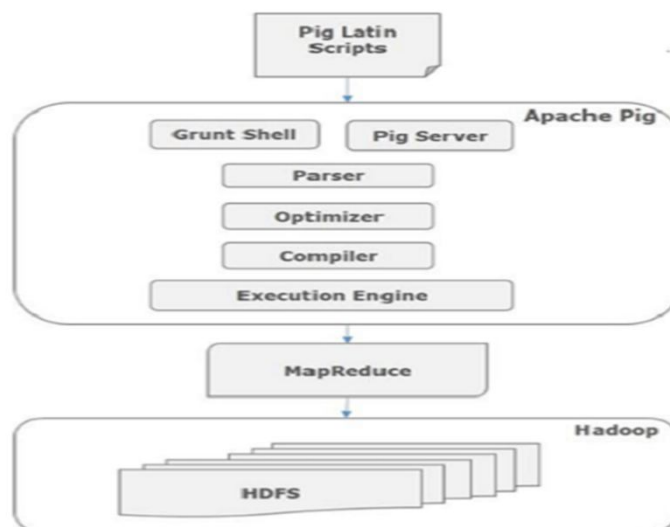 Pig Latin
Scripts
Apache Pig
Grunt Shell
Pig Server
Parser
Optimizer
Compiler
Execution Engine
MapReduce
Hadoop
HDFS